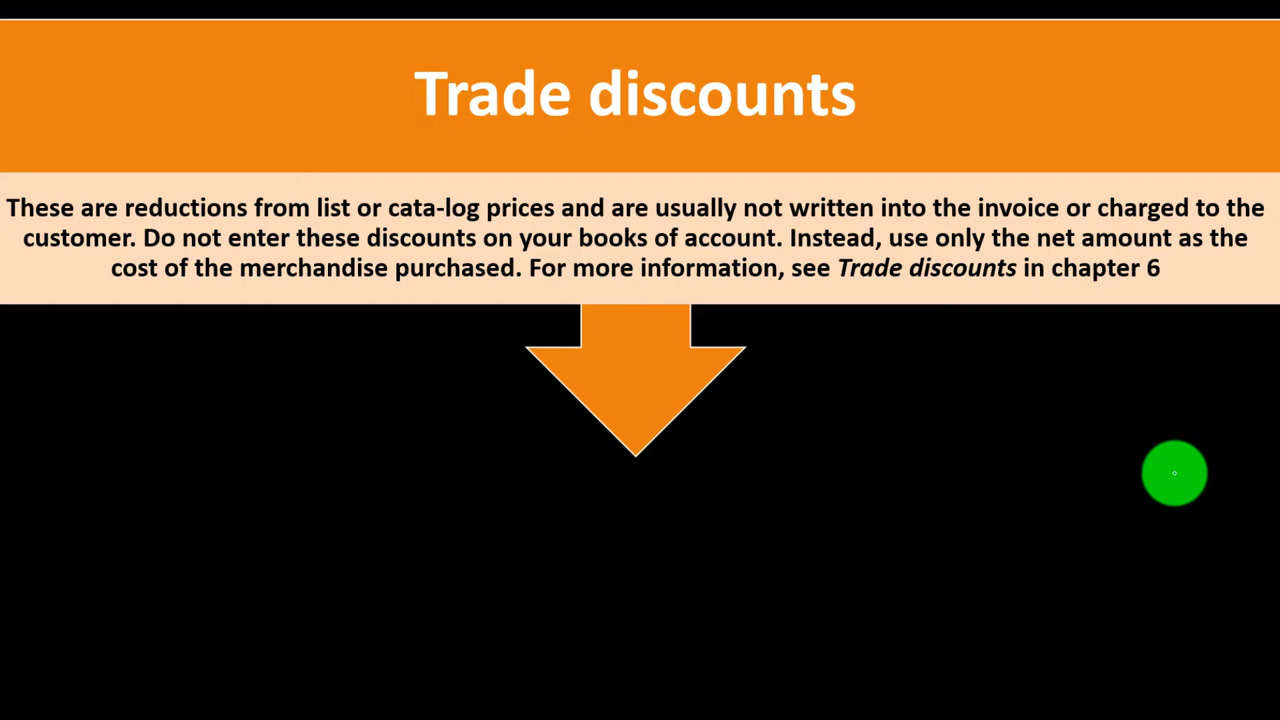 Trade discounts
These are reductions from list or cata-log prices and are usually not written into the invoice or charged to the
customer. Do not enter these discounts on your books of account. Instead, use only the net amount as the
cost of the merchandise purchased. For more information, see Trade discounts in chapter 6